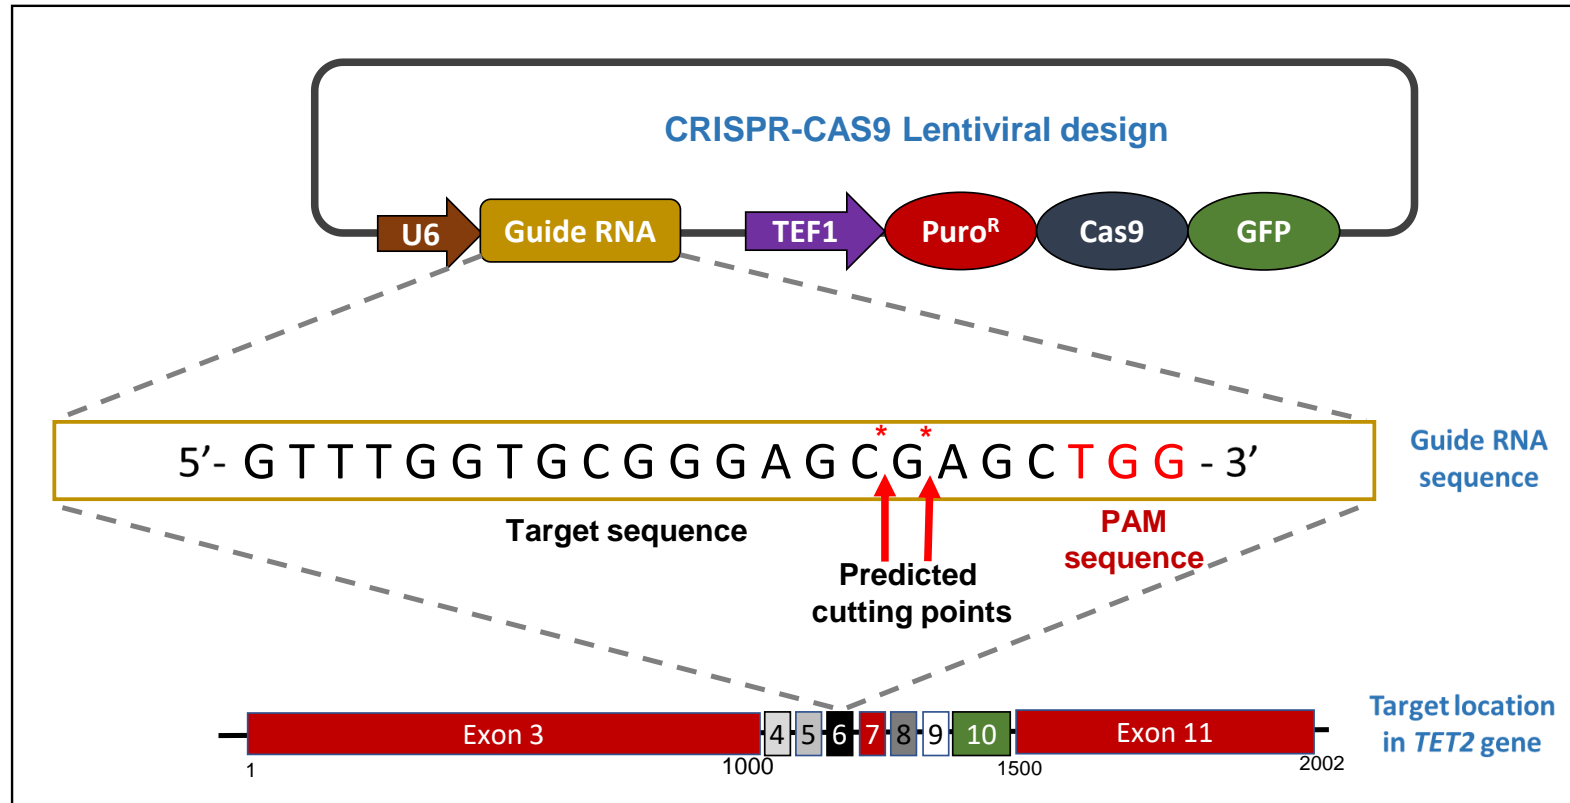 CRISPR-CAS9 Lentiviral design
U6
Guide RNA
TEF1
Puroᴿ
Cas9
GFP
* *
5’- G T T T G G T G C G G G A G C G A G C T G G - 3’
Guide RNA
sequence
Target sequence
PAM
sequence
Predicted
cutting points
Exon 3
4
5
6
7
8
9
10
Exon 11
Target location
in TET2 gene
1
1000
1500
2002